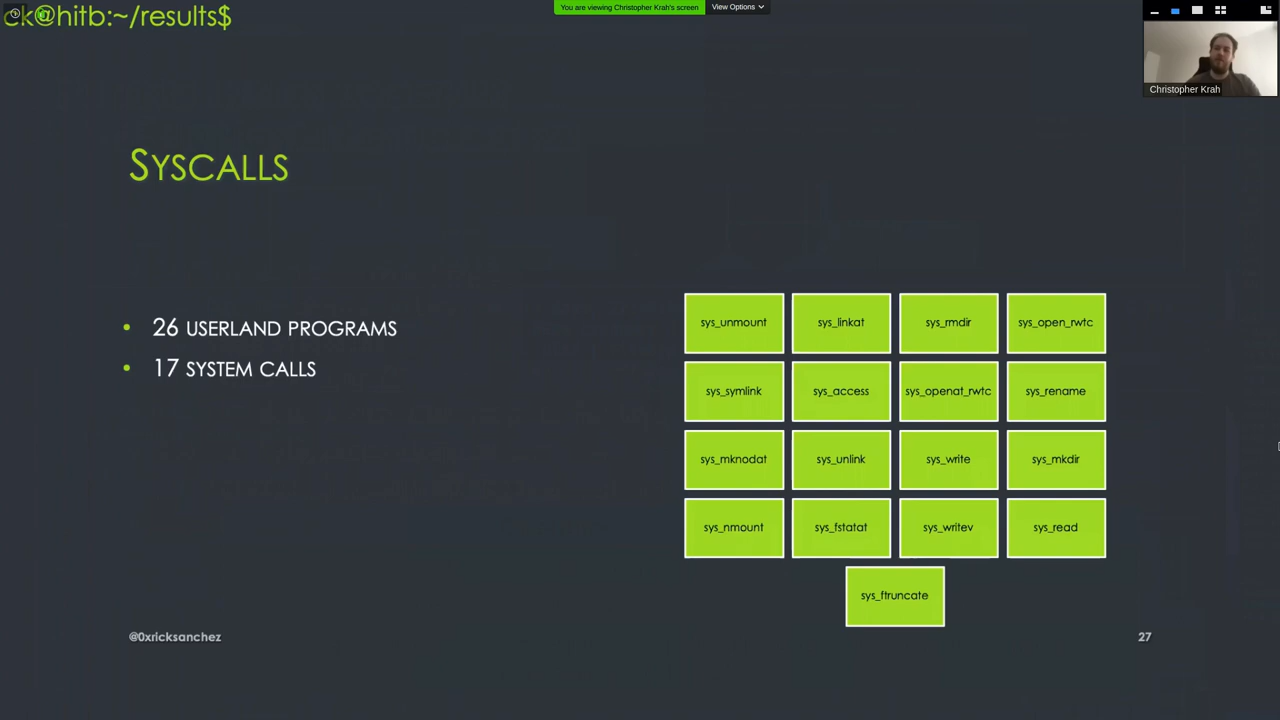 ck@hitb:~/results$
You are viewing Christopher Krah's screen
View Options
Christopher Krah
SYSCALLS
• 26 USERLAND PROGRAMS
• 17 SYSTEM CALLS
sys_unmount sys_linkat sys_rmdir sys_open_rwtc
sys_symlink sys_access sys_openat_rwtc sys_rename
sys_mknodat sys_unlink sys_write sys_mkdir
sys_nmount sys_fstatat sys_writev sys_read
sys_ftruncate
@0xricksanchez
27